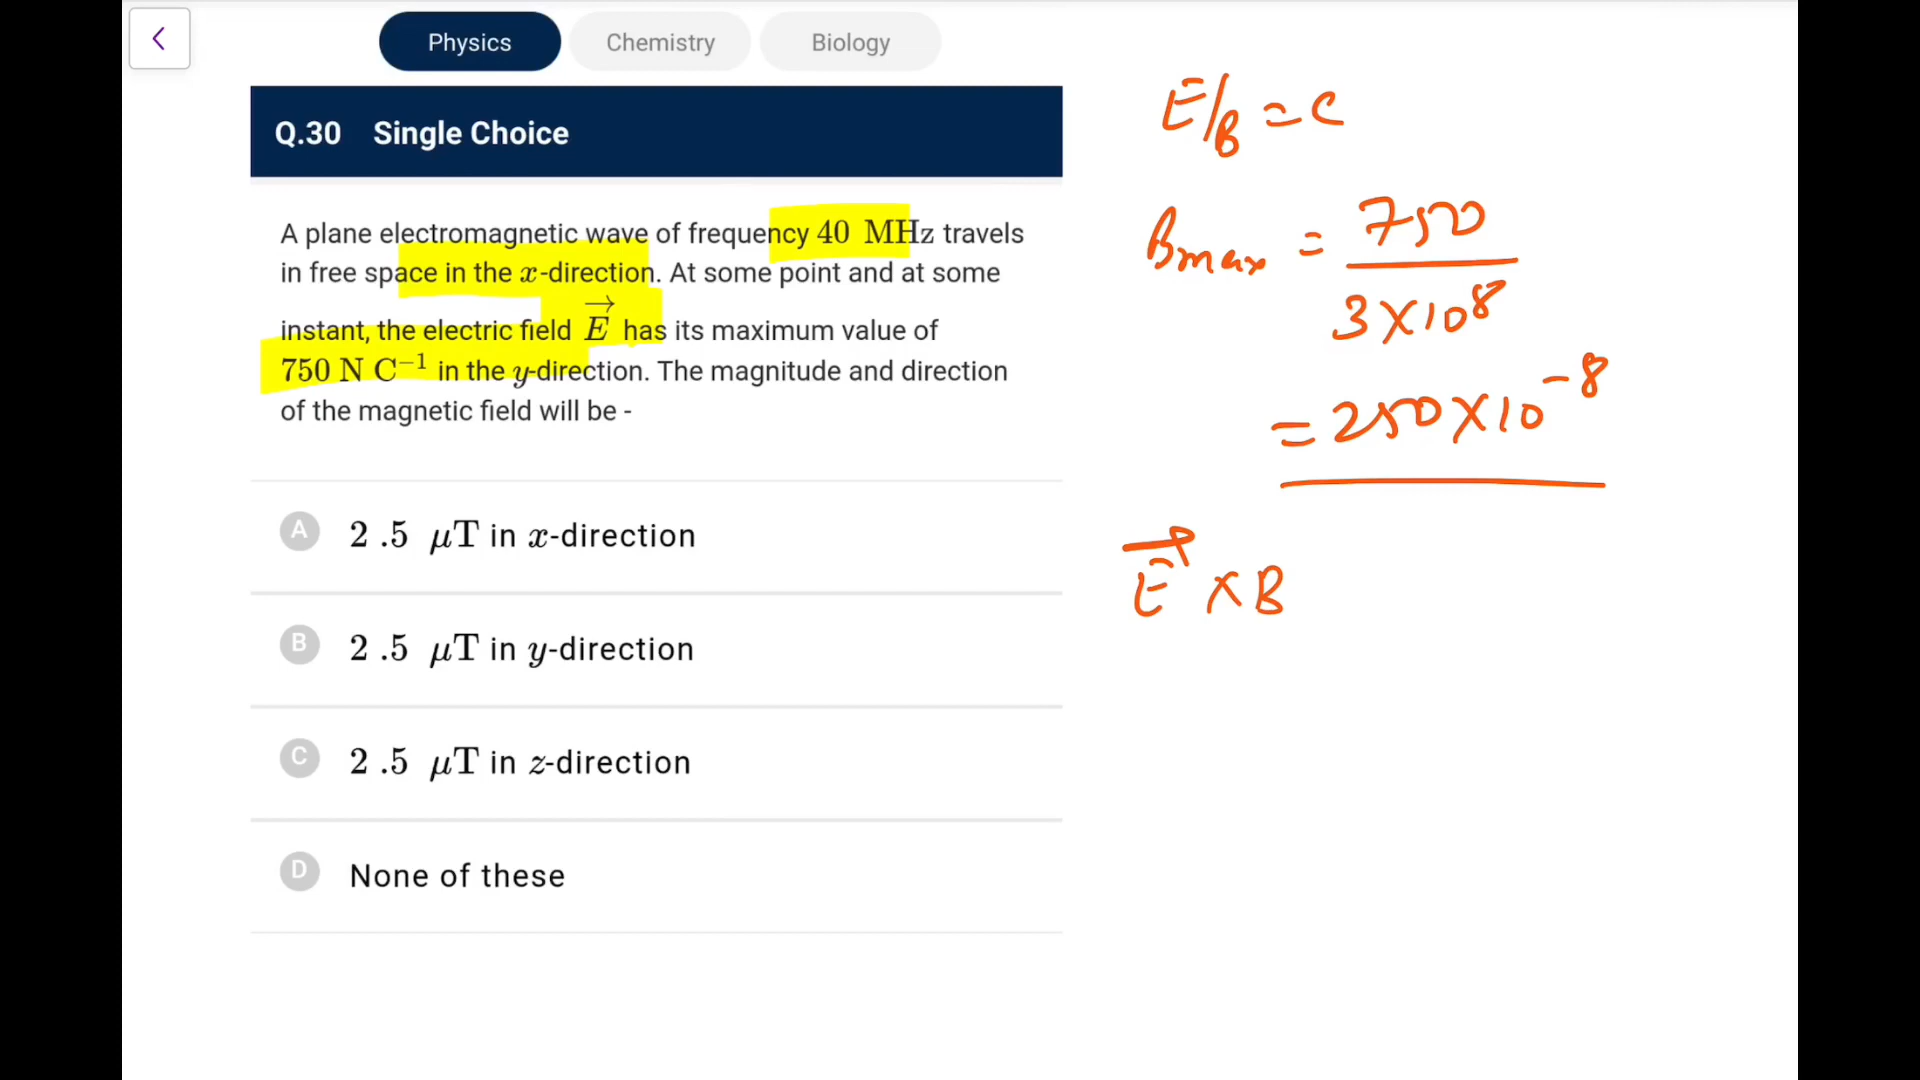 Physics Chemistry Biology
Q.30 Single Choice
A plane electromagnetic wave of frequency 40 MHz travels
in free space in the x-direction. At some point and at some
instant, the electric field \overrightarrow{E} has its maximum value of
750 N C⁻¹ in the y-direction. The magnitude and direction
of the magnetic field will be -
A 2 .5 μT in x-direction
B 2 .5 μT in y-direction
C 2 .5 μT in z-direction
D None of these
E/B = C
Bmax = 750
3×10⁸
= 250×10⁻⁸
\overrightarrow{E} × B